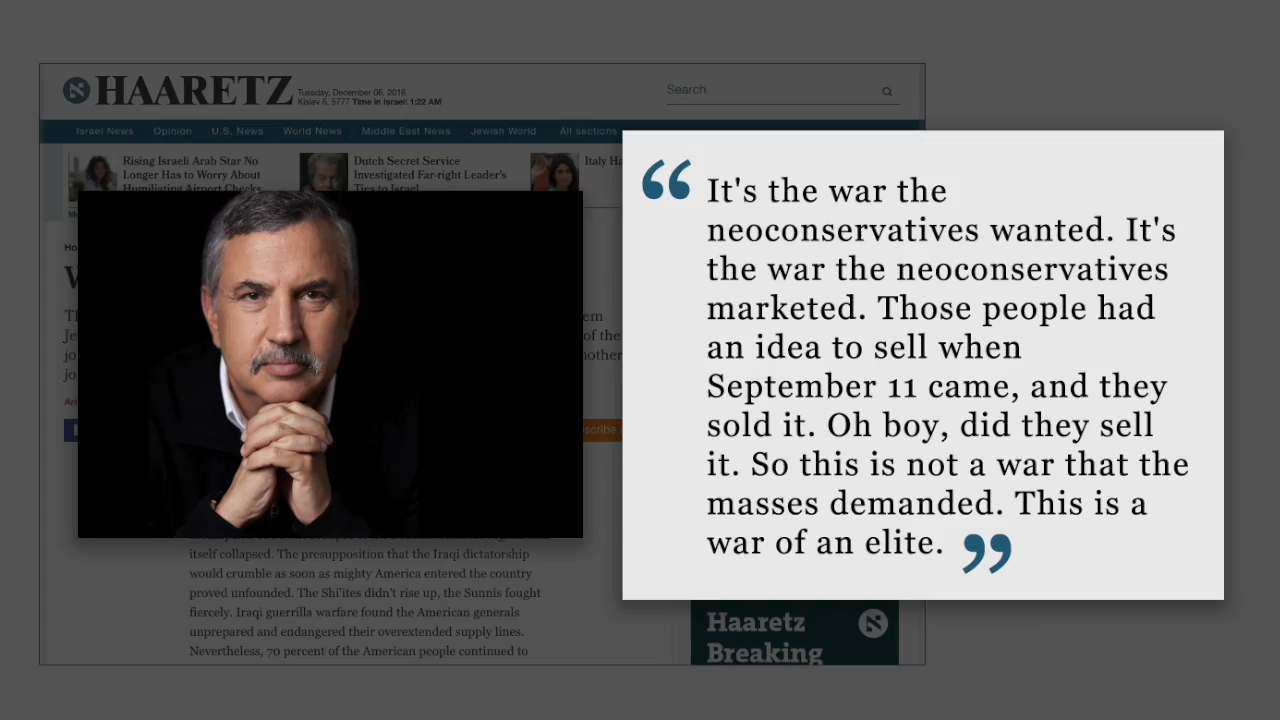 HAARETZ
Tuesday, December 06, 2016.
Kislev 6, 5777 Time in Israel: 1:22 AM
Search
Israel News Opinion U.S. News World News Middle East News Jewish World All sections
Rising Israeli Arab Star No
Longer Has to Worry About
Humiliating Airport Checks
Dutch Secret Service
Investigated Far-right Leader's
Ties to Israel
Italy
“ It's the war the
neoconservatives wanted. It's
the war the neoconservatives
marketed. Those people had
an idea to sell when
September 11 came, and they
sold it. Oh boy, did they sell
it. So this is not a war that the
masses demanded. This is a
war of an elite. ”
itself collapsed. The presupposition that the Iraqi dictatorship
would crumble as soon as mighty America entered the country
proved unfounded. The Shi'ites didn't rise up, the Sunnis fought
fiercely. Iraqi guerrilla warfare found the American generals
unprepared and endangered their overextended supply lines.
Nevertheless, 70 percent of the American people continued to
Haaretz
Breaking